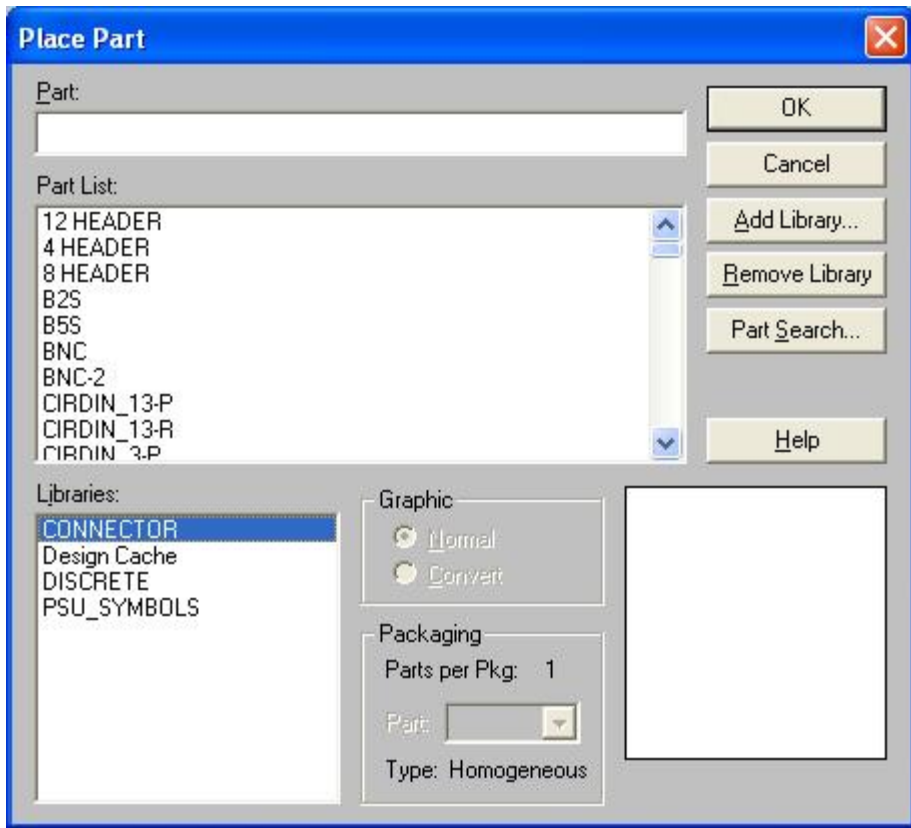 Place Part
Part:
OK
Cancel
Part List:
12 HEADER
4 HEADER
8 HEADER
B2S
B5S
BNC
BNC-2
CIRDIN_13-P
CIRDIN_13-R
CIRDIN_3-P
Add Library...
Remove Library
Part Search...
Help
Libraries:
CONNECTOR
Design Cache
DISCRETE
PSU_SYMBOLS
Graphic
Normal
Convert
Packaging
Parts per Pkg: 1
Part:
Type: Homogeneous